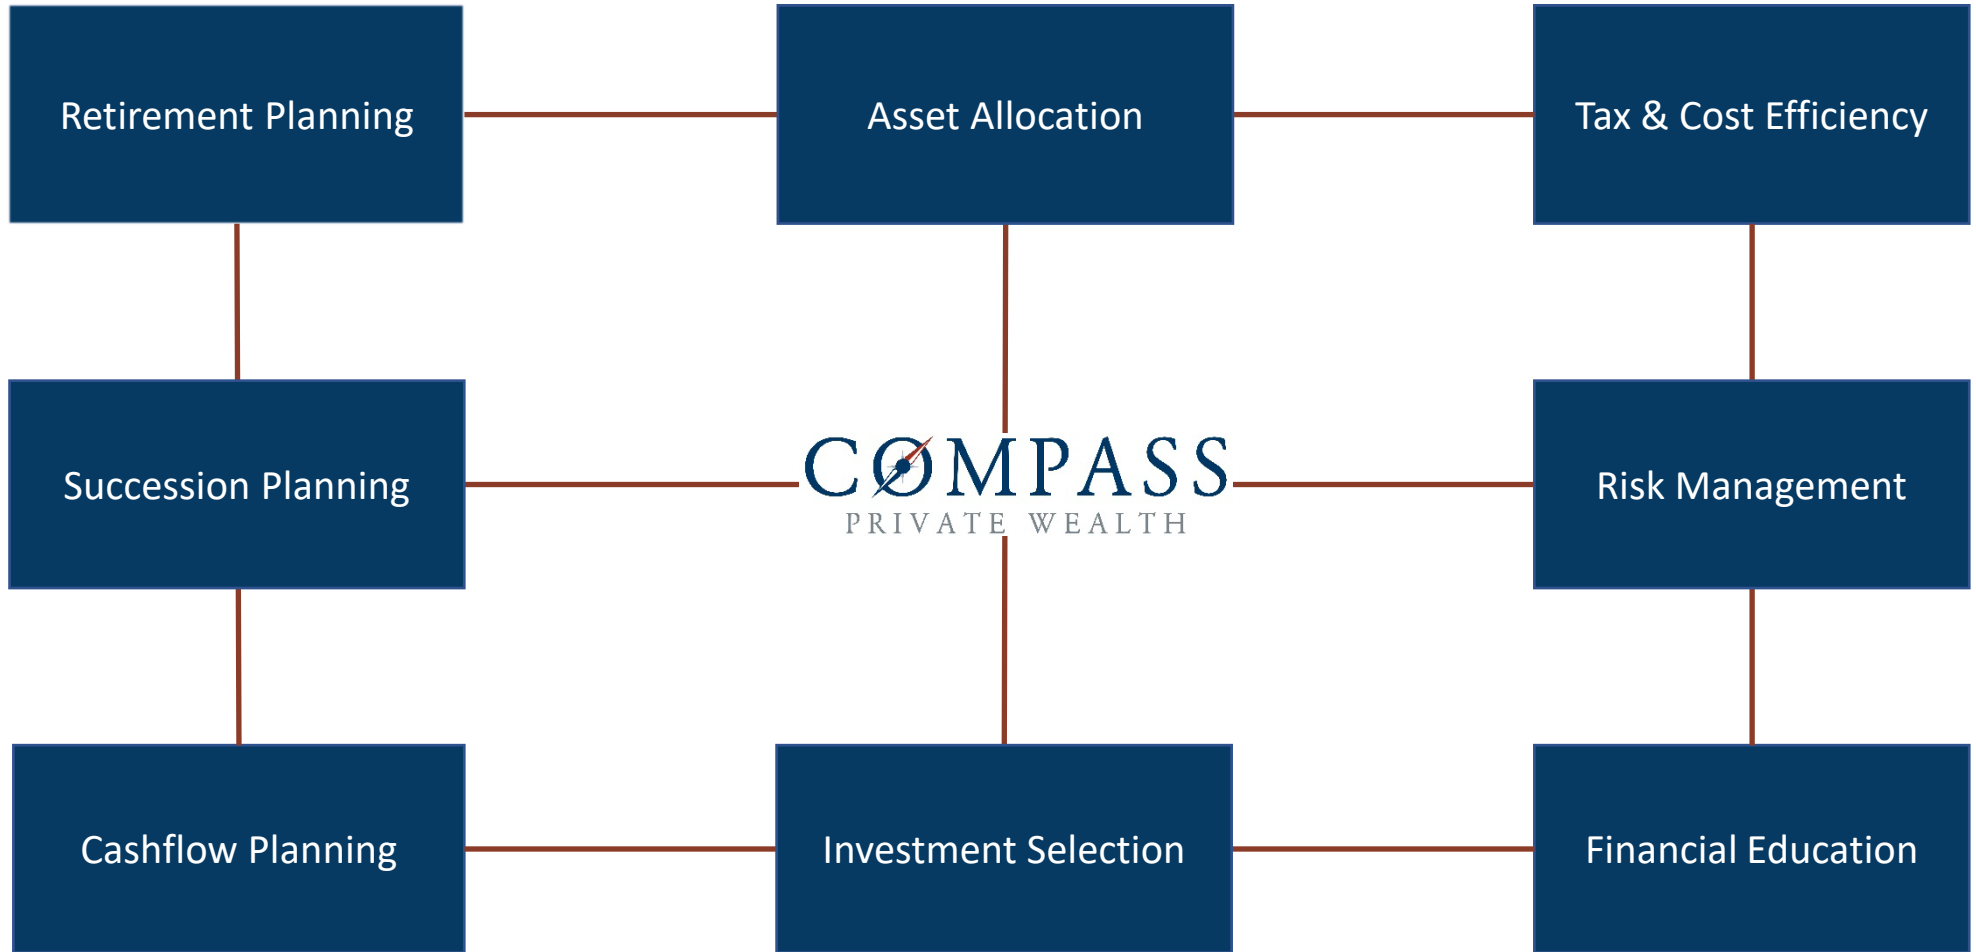 Retirement Planning
Asset Allocation
Tax & Cost Efficiency
Succession Planning
COMPASS
PRIVATE WEALTH
Risk Management
Cashflow Planning
Investment Selection
Financial Education